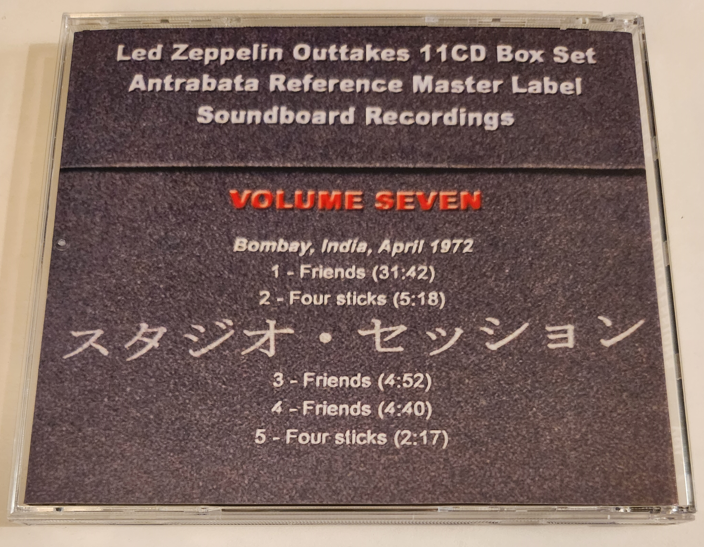 Led Zeppelin Outtakes 11CD Box Set
Antrabata Reference Master Label
Soundboard Recordings
VOLUME SEVEN
Bombay, India, April 1972
1 - Friends (31:42)
2 - Four sticks (5:18)
スタジオ・セッション
3 - Friends (4:52)
4 - Friends (4:40)
5 - Four sticks (2:17)